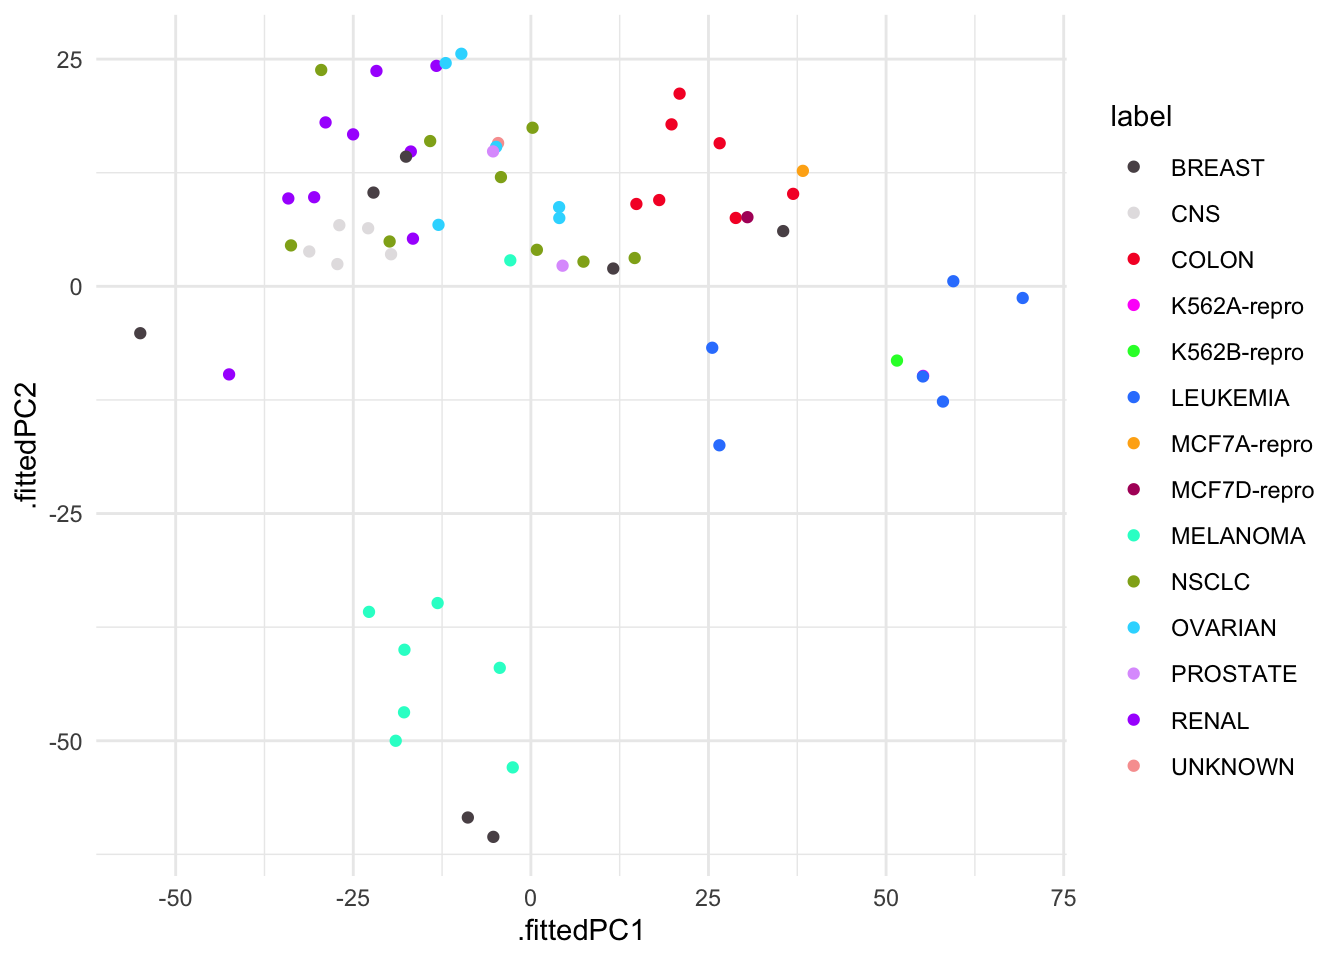 25
0
-25
-50
.fittedPC2
-50
-25
0
25
50
75
.fittedPC1
label
BREAST
CNS
COLON
K562A-repro
K562B-repro
LEUKEMIA
MCF7A-repro
MCF7D-repro
MELANOMA
NSCLC
OVARIAN
PROSTATE
RENAL
UNKNOWN